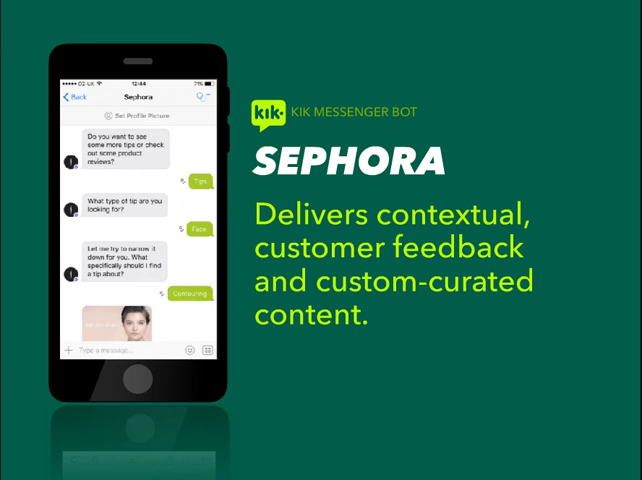 O2-UK 12:44 71%
Back Sephora
Set Profile Picture
Do you want to see
some more tips or check
out some product
reviews?
Tips
What type of tip are you
looking for?
Face
Let me try to narrow it
down for you. What
specifically should I find
a tip about?
Contouring
Type a message...
kik·
KIK MESSENGER BOT
SEPHORA
Delivers contextual,
customer feedback
and custom-curated
content.